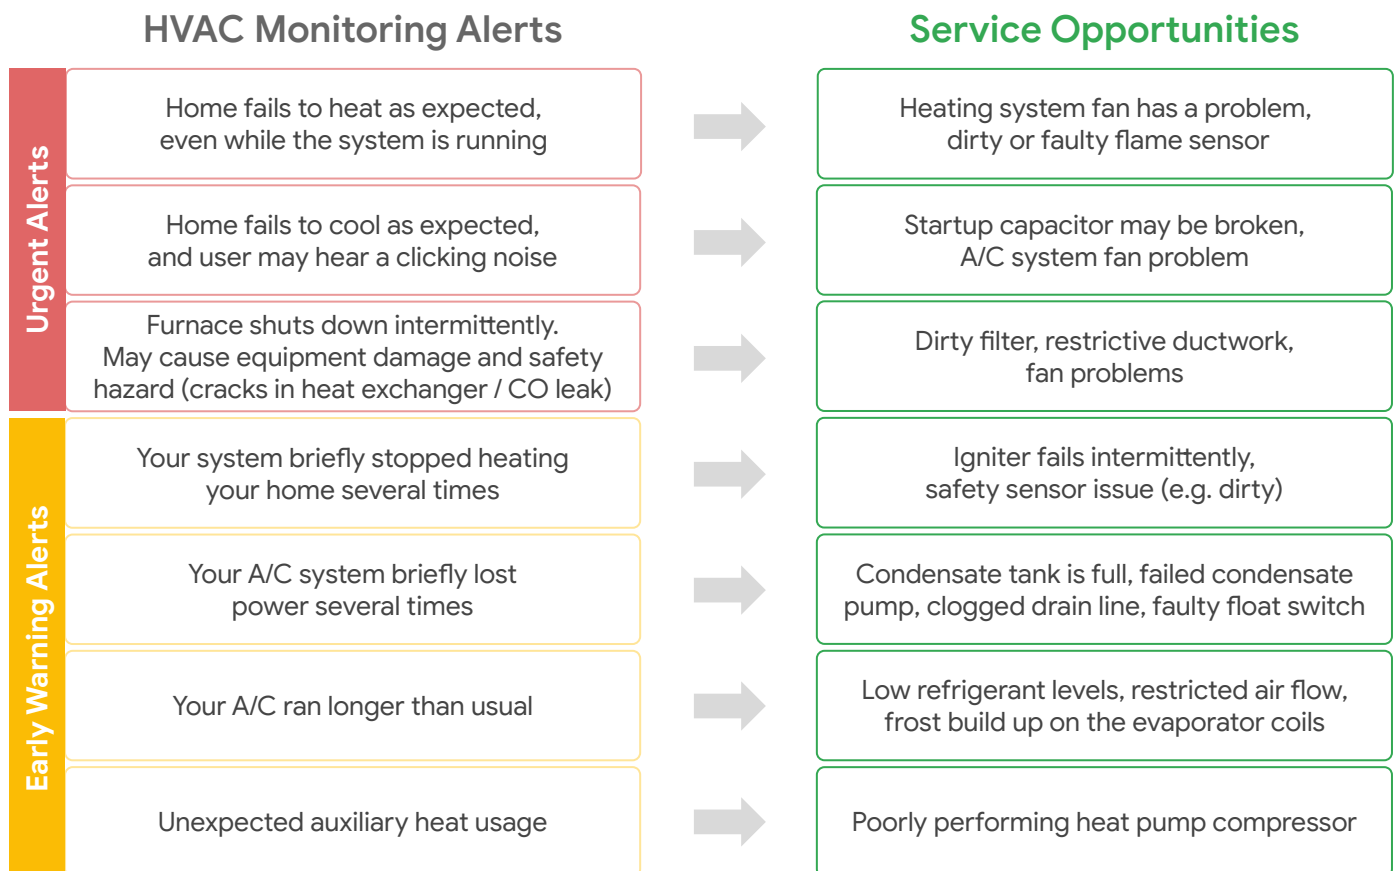 HVAC Monitoring Alerts
Service Opportunities
Urgent Alerts
Home fails to heat as expected,
even while the system is running
Heating system fan has a problem,
dirty or faulty flame sensor
Home fails to cool as expected,
and user may hear a clicking noise
Startup capacitor may be broken,
A/C system fan problem
Furnace shuts down intermittently.
May cause equipment damage and safety
hazard (cracks in heat exchanger / CO leak)
Dirty filter, restrictive ductwork,
fan problems
Early Warning Alerts
Your system briefly stopped heating
your home several times
Igniter fails intermittently,
safety sensor issue (e.g. dirty)
Your A/C system briefly lost
power several times
Condensate tank is full, failed condensate
pump, clogged drain line, faulty float switch
Your A/C ran longer than usual
Low refrigerant levels, restricted air flow,
frost build up on the evaporator coils
Unexpected auxiliary heat usage
Poorly performing heat pump compressor